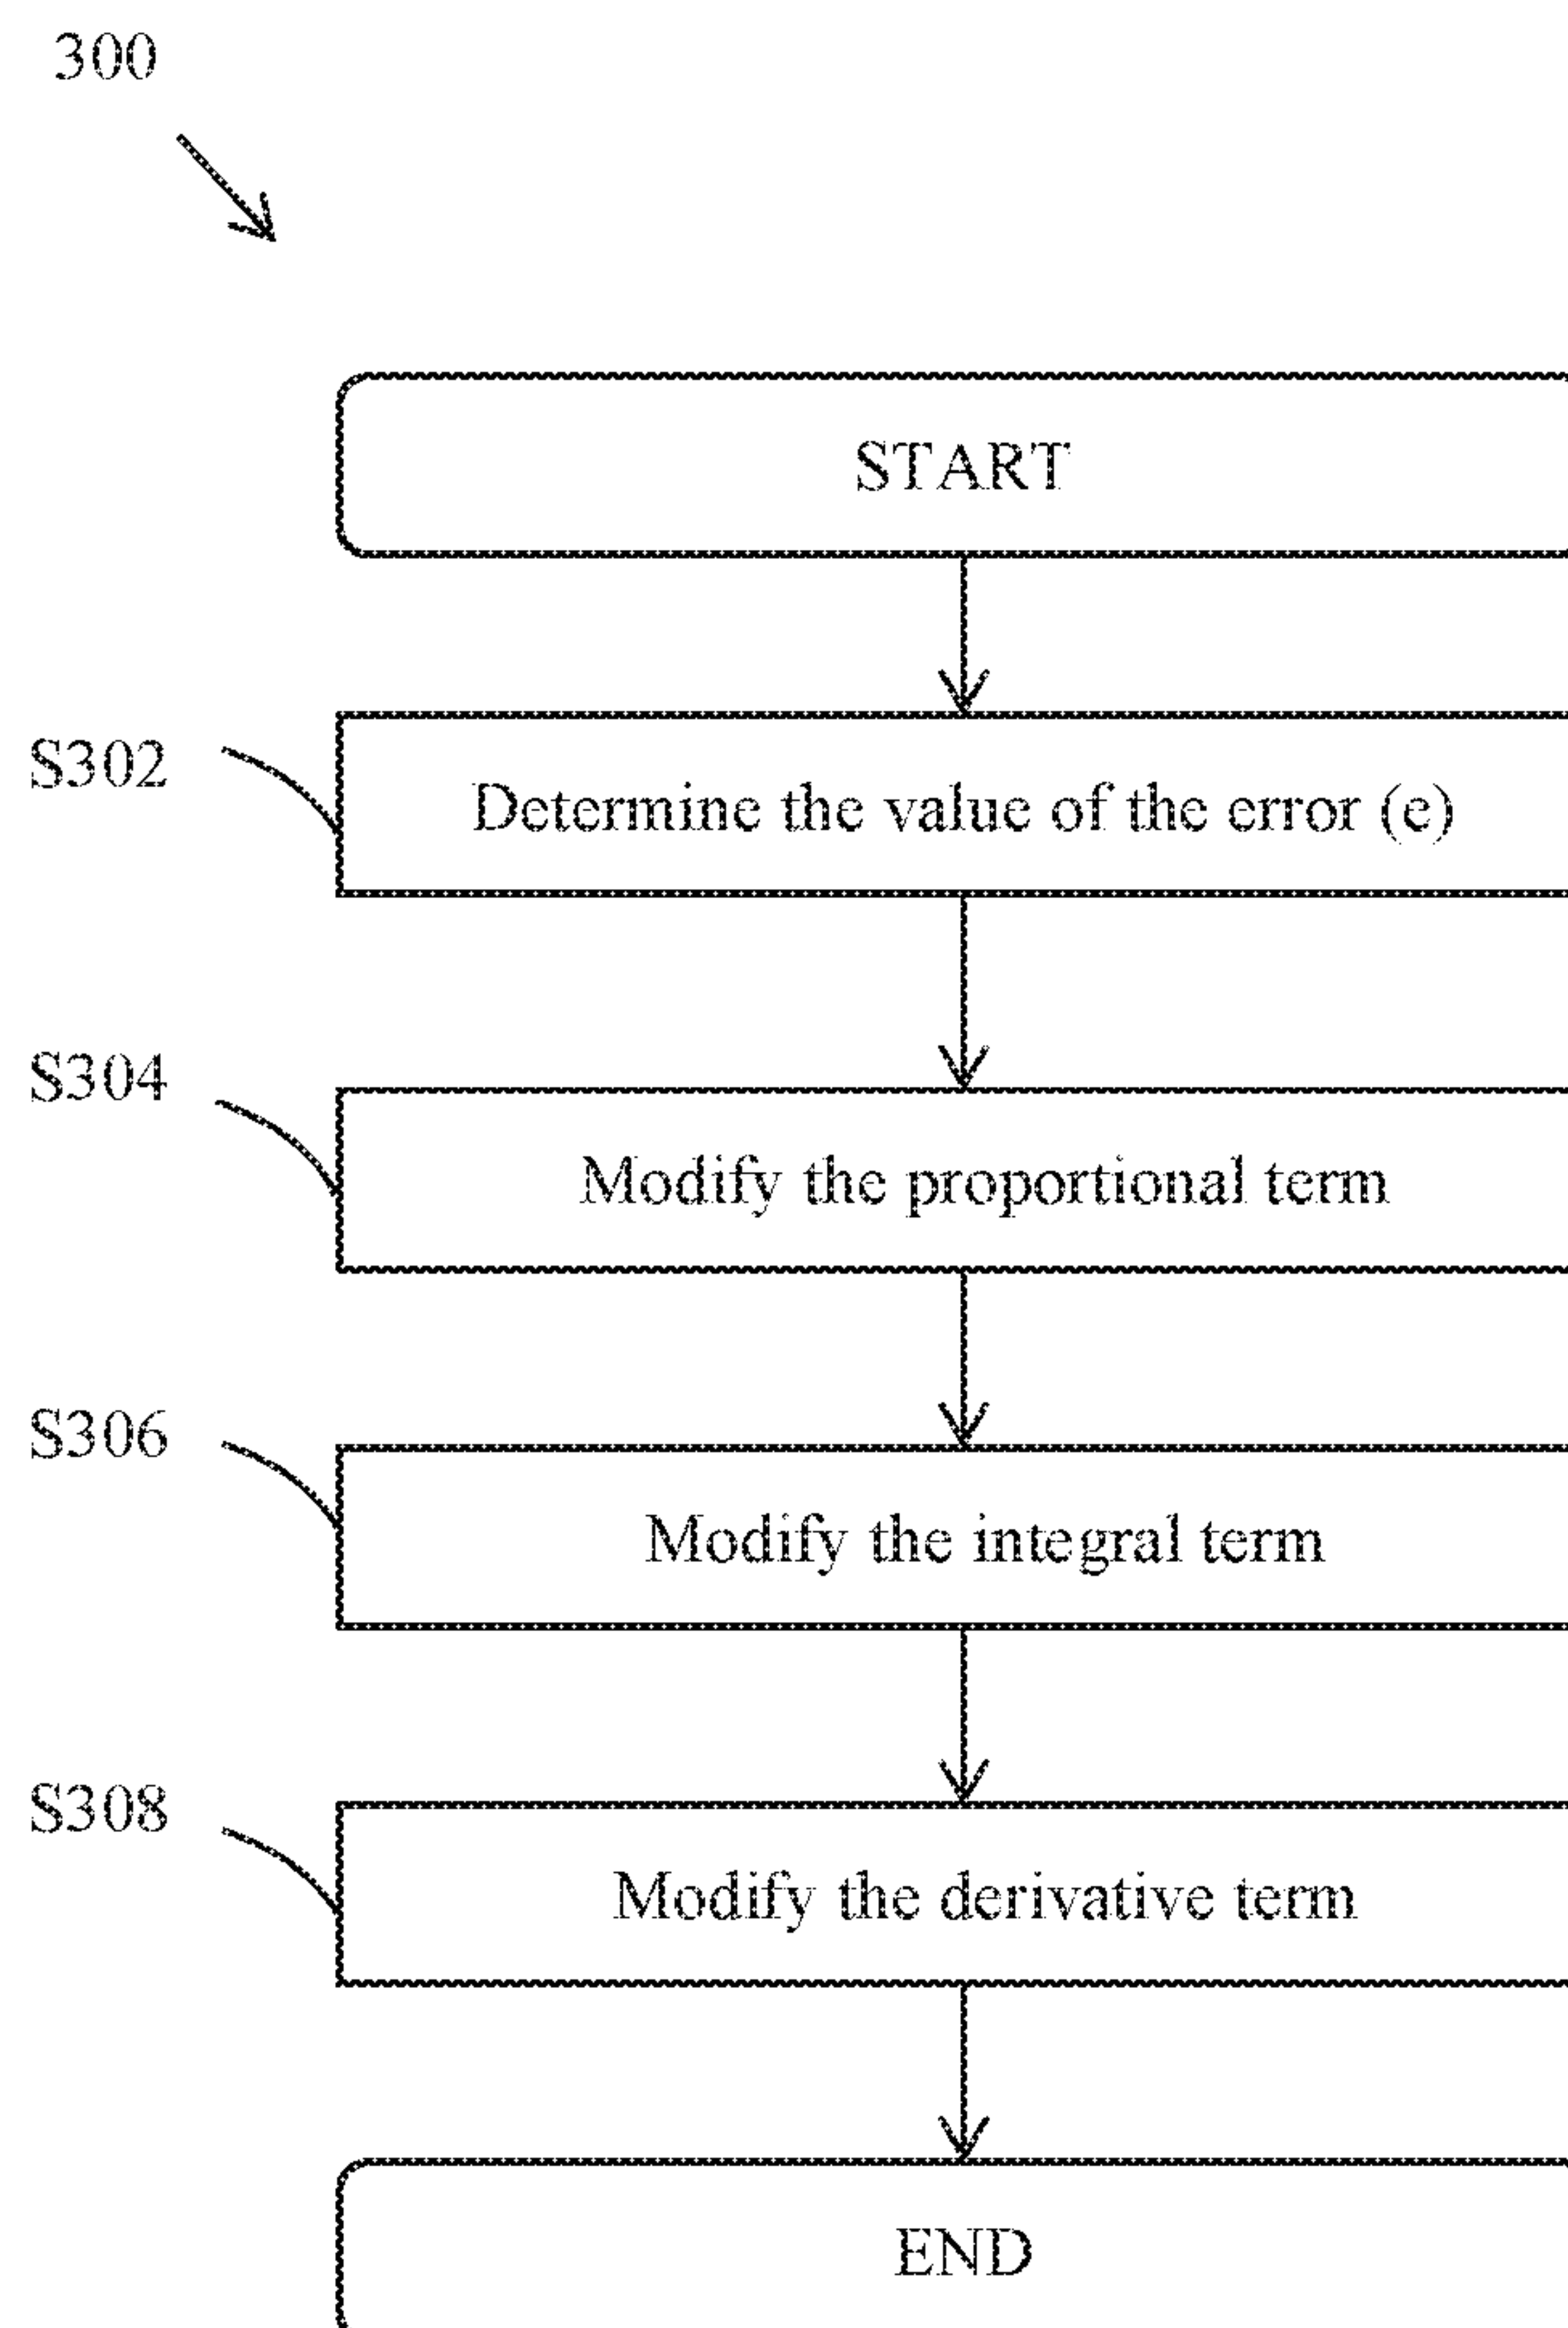 300
START
S302
Determine the value of the error (e)
S304
Modify the proportional term
S306
Modify the integral term
S308
Modify the derivative term
END